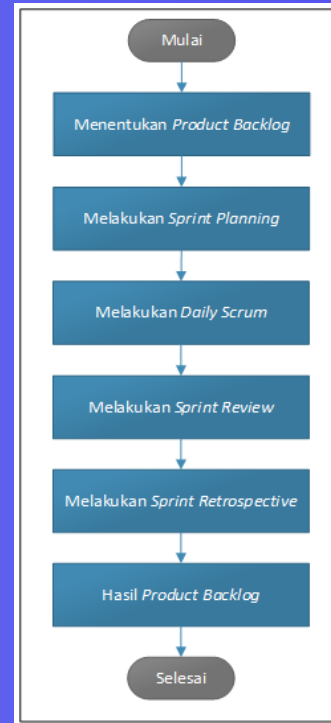 Mulai
Menentukan Product Backlog
Melakukan Sprint Planning
Melakukan Daily Scrum
Melakukan Sprint Review
Melakukan Sprint Retrospective
Hasil Product Backlog
Selesai